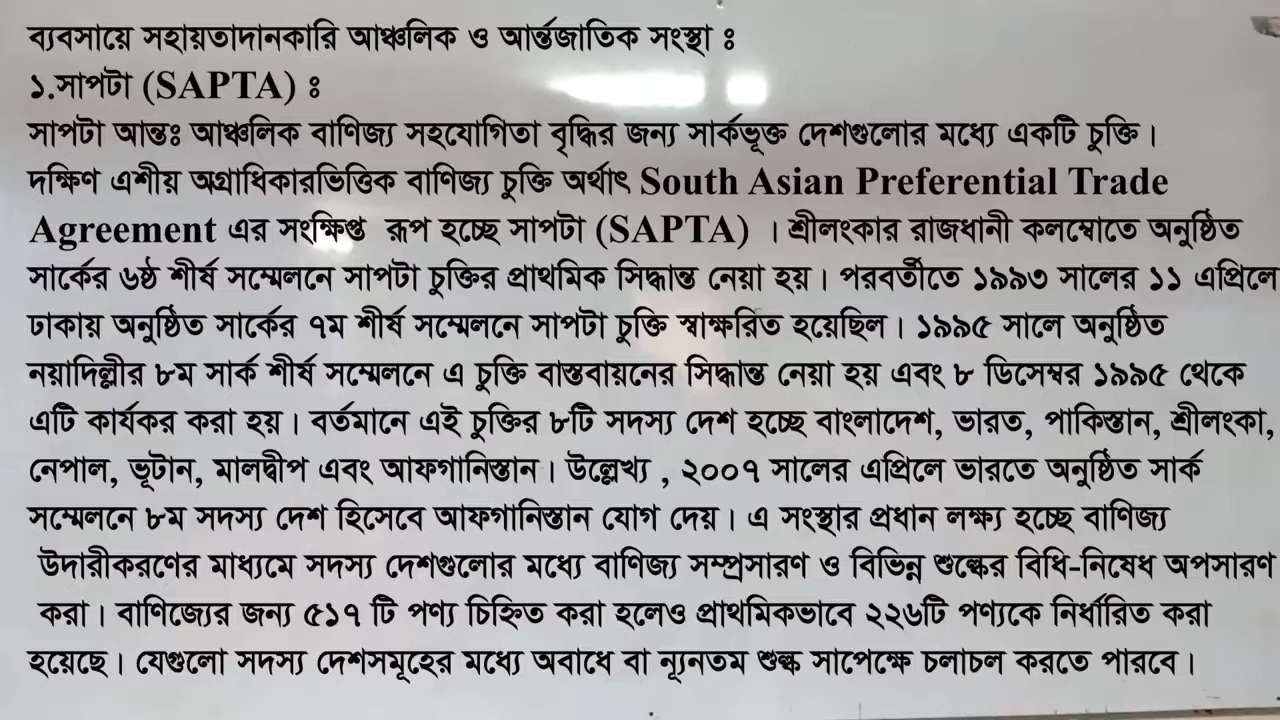 ব্যবসায়ে সহায়তাদানকারি আঞ্চলিক ও আর্ন্তজাতিক সংস্থা ঃ
১.সাপটা (SAPTA) ঃ
সাপটা আন্তঃ আঞ্চলিক বাণিজ্য সহযোগিতা বৃদ্ধির জন্য সার্কভূক্ত দেশগুলোর মধ্যে একটি চুক্তি।
দক্ষিণ এশীয় অগ্রাধিকারভিত্তিক বাণিজ্য চুক্তি অর্থাৎ South Asian Preferential Trade
Agreement এর সংক্ষিপ্ত রূপ হচ্ছে সাপটা (SAPTA) । শ্রীলংকার রাজধানী কলম্বোতে অনুষ্ঠিত
সার্কের ৬ষ্ঠ শীর্ষ সম্মেলনে সাপটা চুক্তির প্রাথমিক সিদ্ধান্ত নেয়া হয়। পরবর্তীতে ১৯৯৩ সালের ১১ এপ্রিলে
ঢাকায় অনুষ্ঠিত সার্কের ৭ম শীর্ষ সম্মেলনে সাপটা চুক্তি স্বাক্ষরিত হয়েছিল। ১৯৯৫ সালে অনুষ্ঠিত
নয়াদিল্লীর ৮ম সার্ক শীর্ষ সম্মেলনে এ চুক্তি বাস্তবায়নের সিদ্ধান্ত নেয়া হয় এবং ৮ ডিসেম্বর ১৯৯৫ থেকে
এটি কার্যকর করা হয়। বর্তমানে এই চুক্তির ৮টি সদস্য দেশ হচ্ছে বাংলাদেশ, ভারত, পাকিস্তান, শ্রীলংকা,
নেপাল, ভূটান, মালদ্বীপ এবং আফগানিস্তান। উল্লেখ্য , ২০০৭ সালের এপ্রিলে ভারতে অনুষ্ঠিত সার্ক
সম্মেলনে ৮ম সদস্য দেশ হিসেবে আফগানিস্তান যোগ দেয়। এ সংস্থার প্রধান লক্ষ্য হচ্ছে বাণিজ্য
উদারীকরণের মাধ্যমে সদস্য দেশগুলোর মধ্যে বাণিজ্য সম্প্রসারণ ও বিভিন্ন শুল্কের বিধি-নিষেধ অপসারণ
করা। বাণিজ্যের জন্য ৫১৭ টি পণ্য চিহ্নিত করা হলেও প্রাথমিকভাবে ২২৬টি পণ্যকে নির্ধারিত করা
হয়েছে। যেগুলো সদস্য দেশসমূহের মধ্যে অবাধে বা ন্যূনতম শুল্ক সাপেক্ষে চলাচল করতে পারবে।